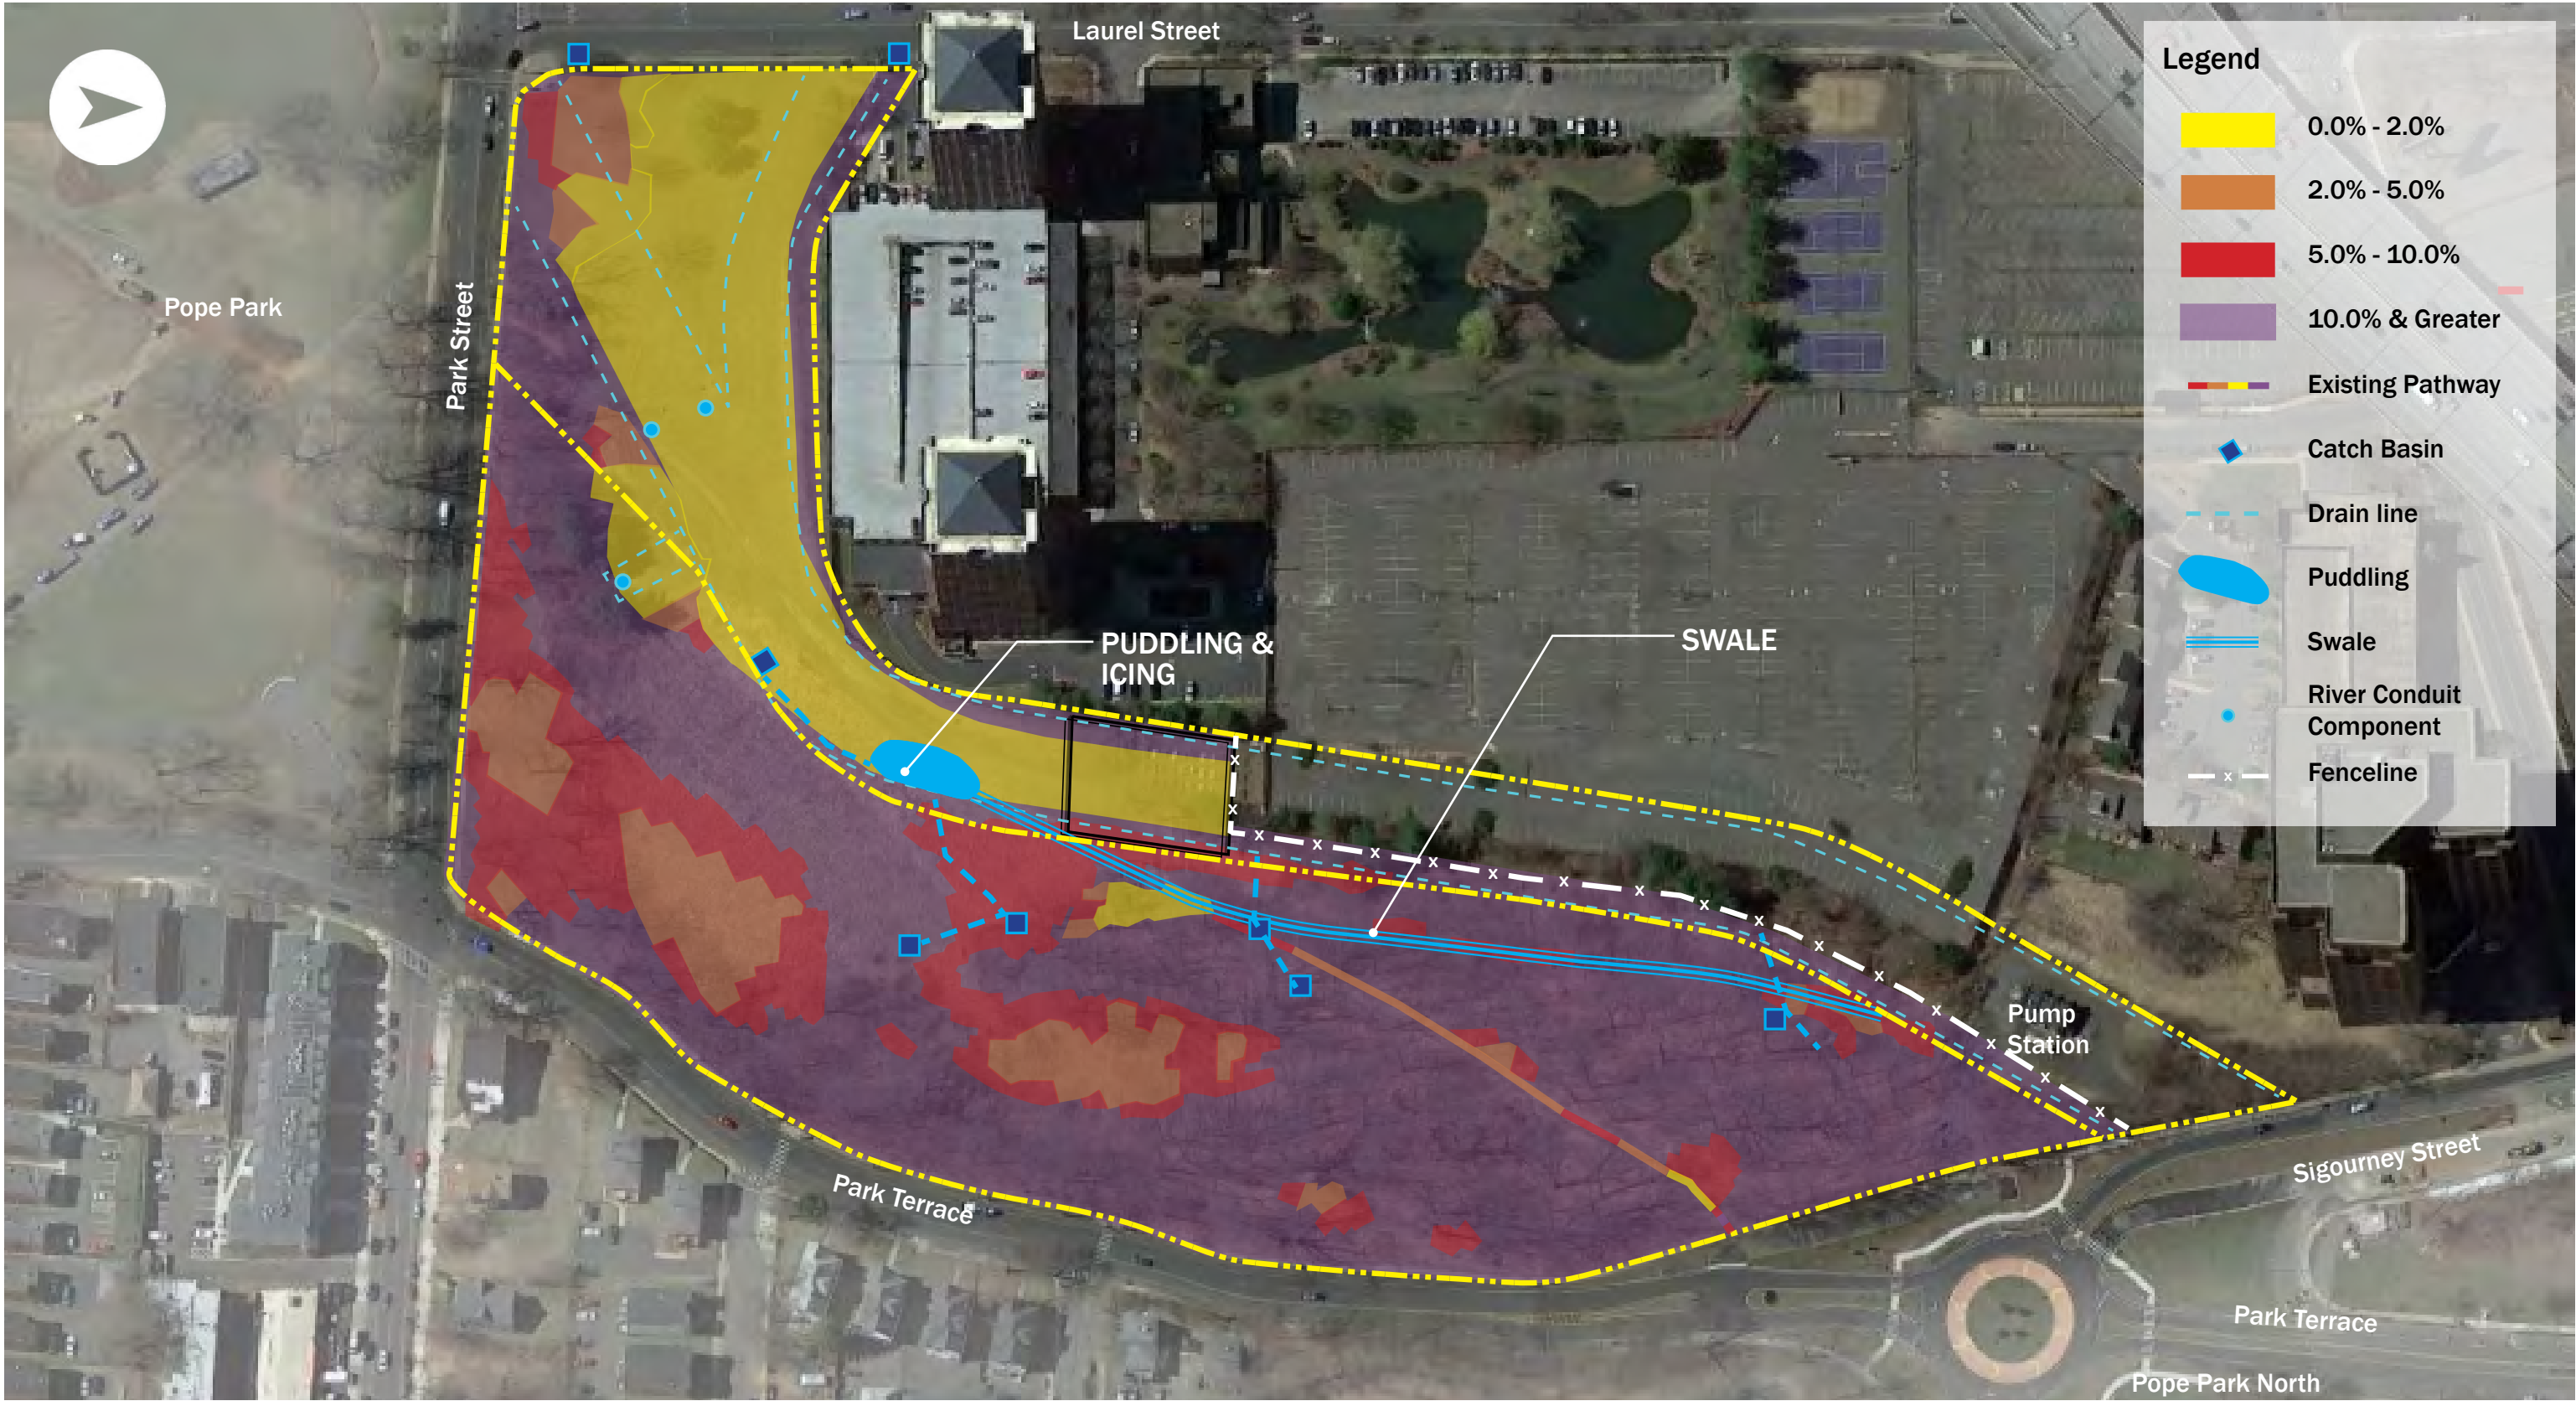 Laurel Street
Pope Park
Park Street
PUDDLING &
ICING
SWALE
Pump
Station
Park Terrace
Sigourney Street
Park Terrace
Pope Park North
Legend
0.0% - 2.0%
2.0% - 5.0%
5.0% - 10.0%
10.0% & Greater
Existing Pathway
Catch Basin
Drain line
Puddling
Swale
River Conduit
Component
Fenceline